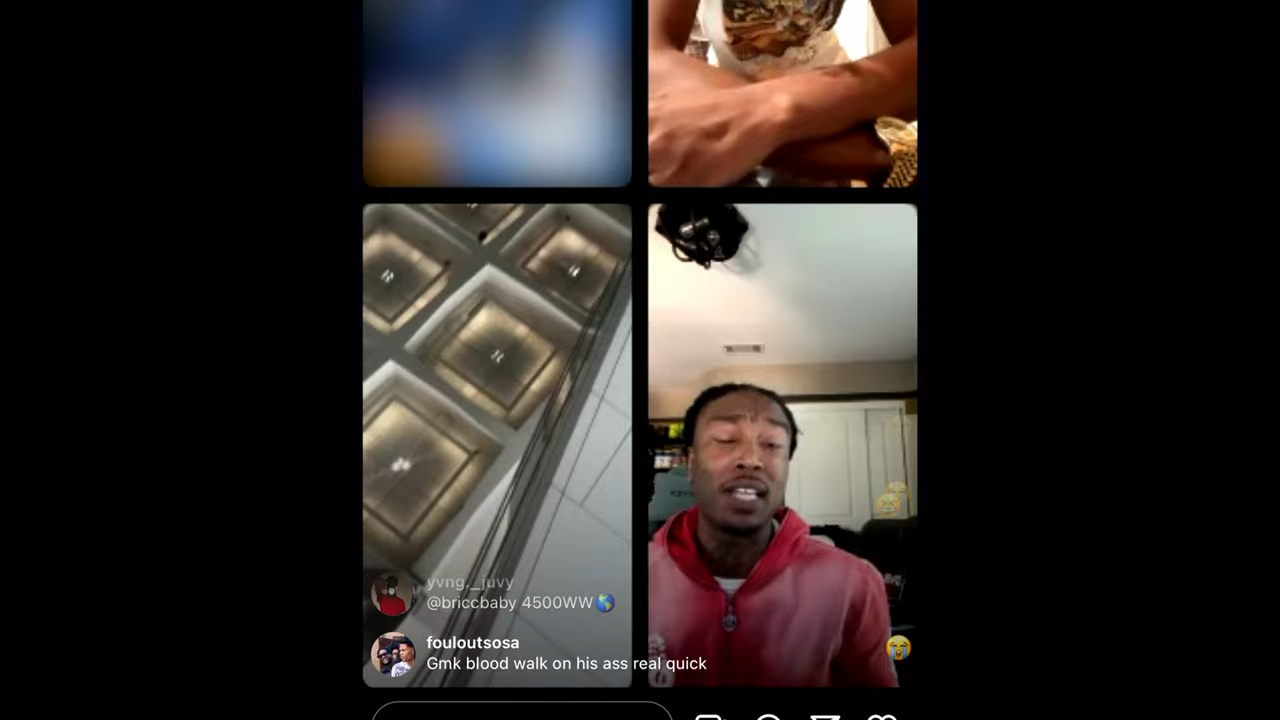 yvng._juvy
@briccbaby 4500WW🌎
fouloutsosa
Gmk blood walk on his ass real quick